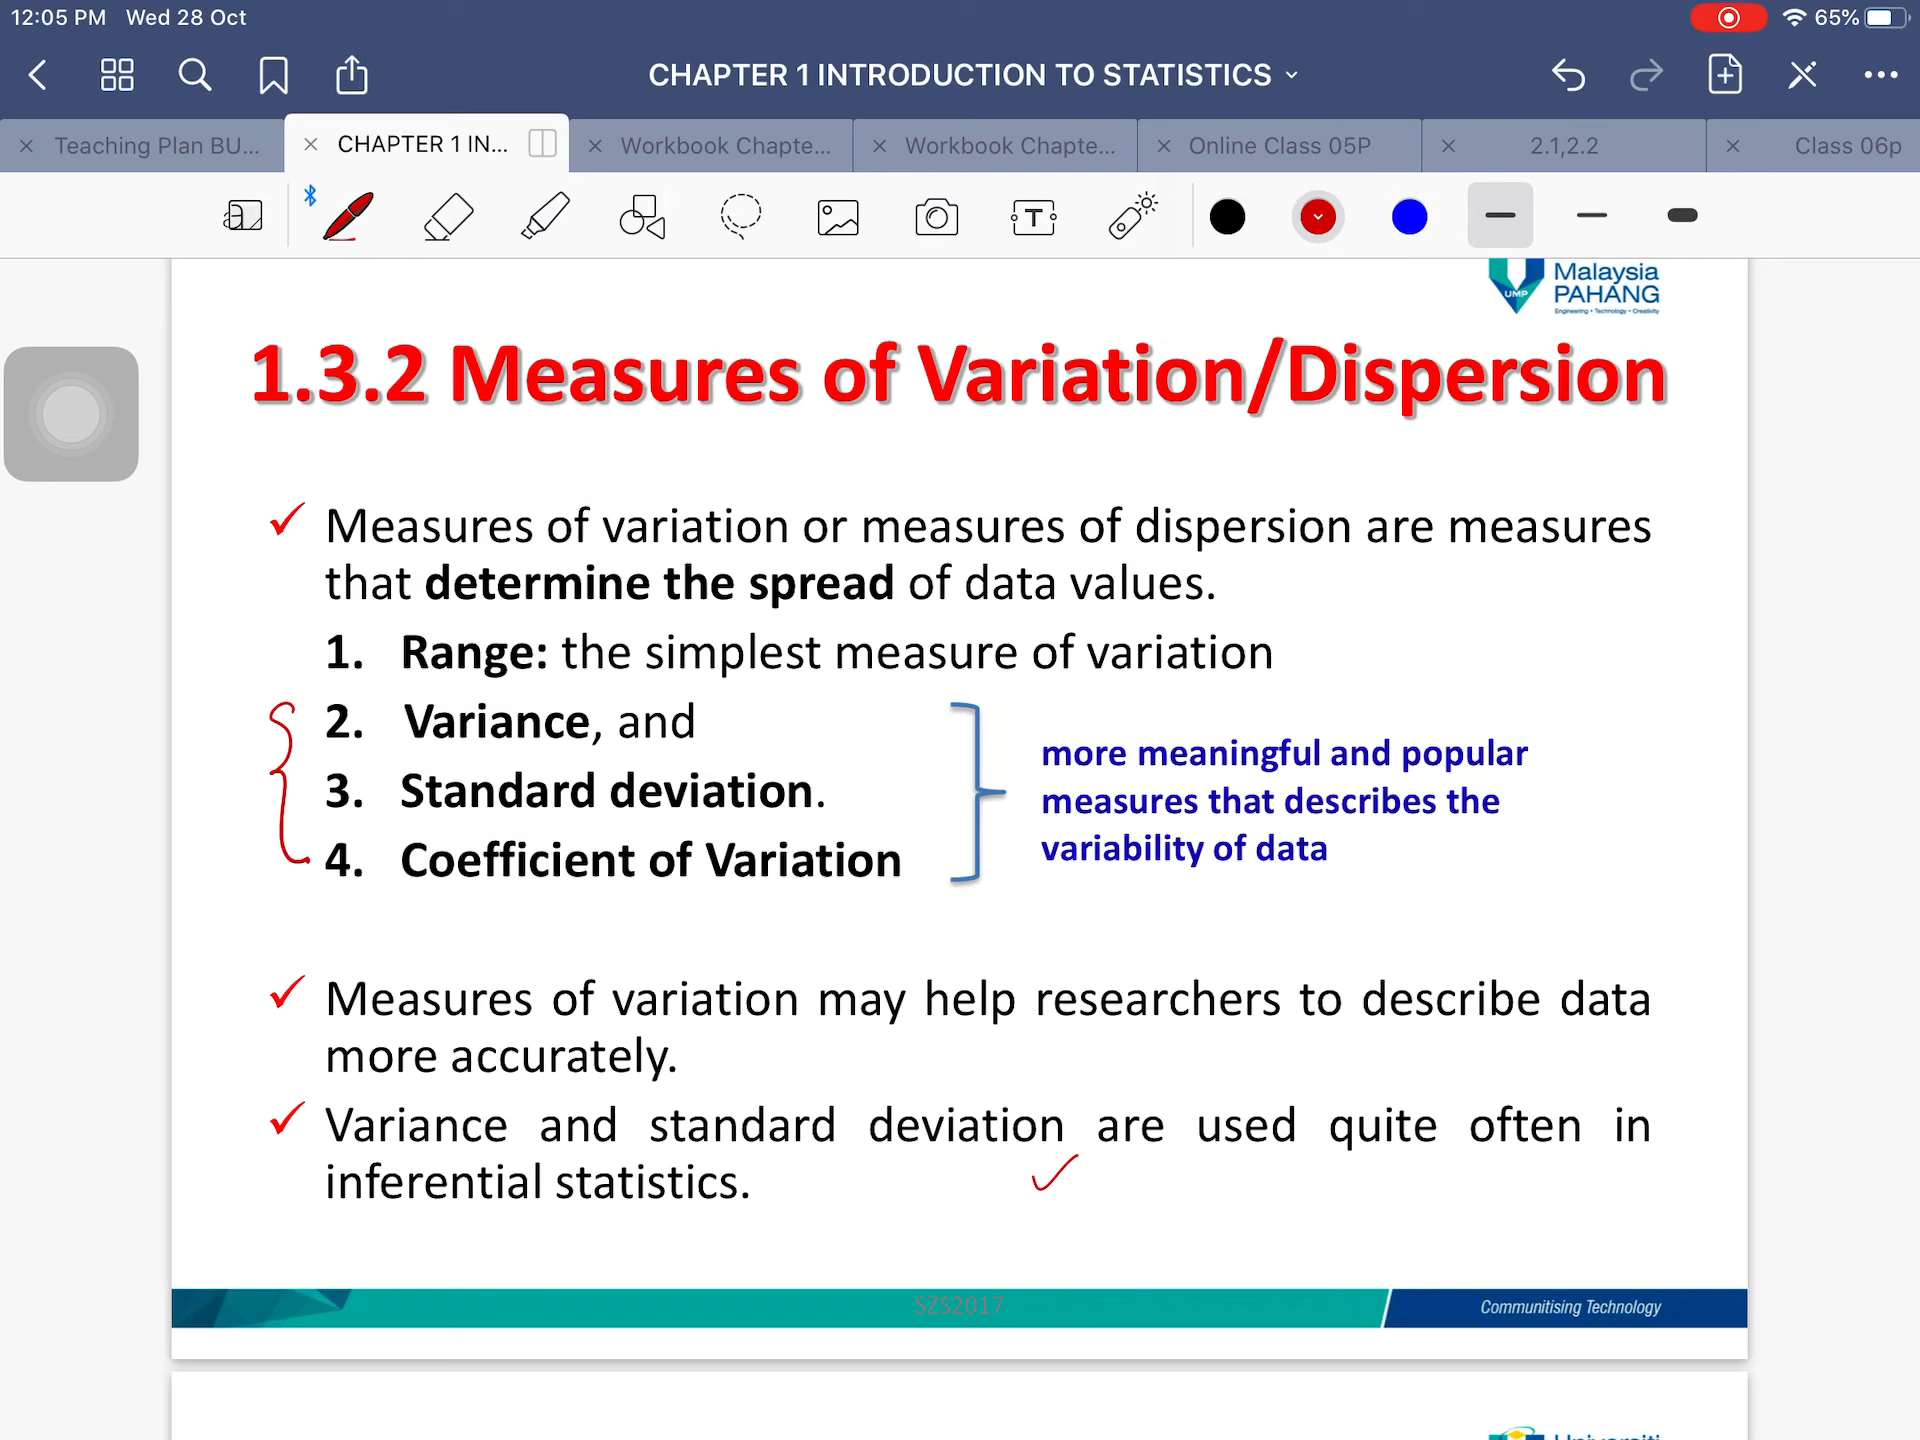 12:05 PM Wed 28 Oct
65%
CHAPTER 1 INTRODUCTION TO STATISTICS
Teaching Plan BU...
CHAPTER 1 IN...
Workbook Chapte...
Workbook Chapte...
Online Class 05P
2.1,2.2
Class 06p
Malaysia
PAHANG
Engineering • Technology • Creativity
UMP
1.3.2 Measures of Variation/Dispersion
Measures of variation or measures of dispersion are measures
that determine the spread of data values.
1. Range: the simplest measure of variation
2. Variance, and
3. Standard deviation.
4. Coefficient of Variation
more meaningful and popular
measures that describes the
variability of data
Measures of variation may help researchers to describe data
more accurately.
Variance and standard deviation are used quite often in
inferential statistics.
SZS2017
Communitising Technology